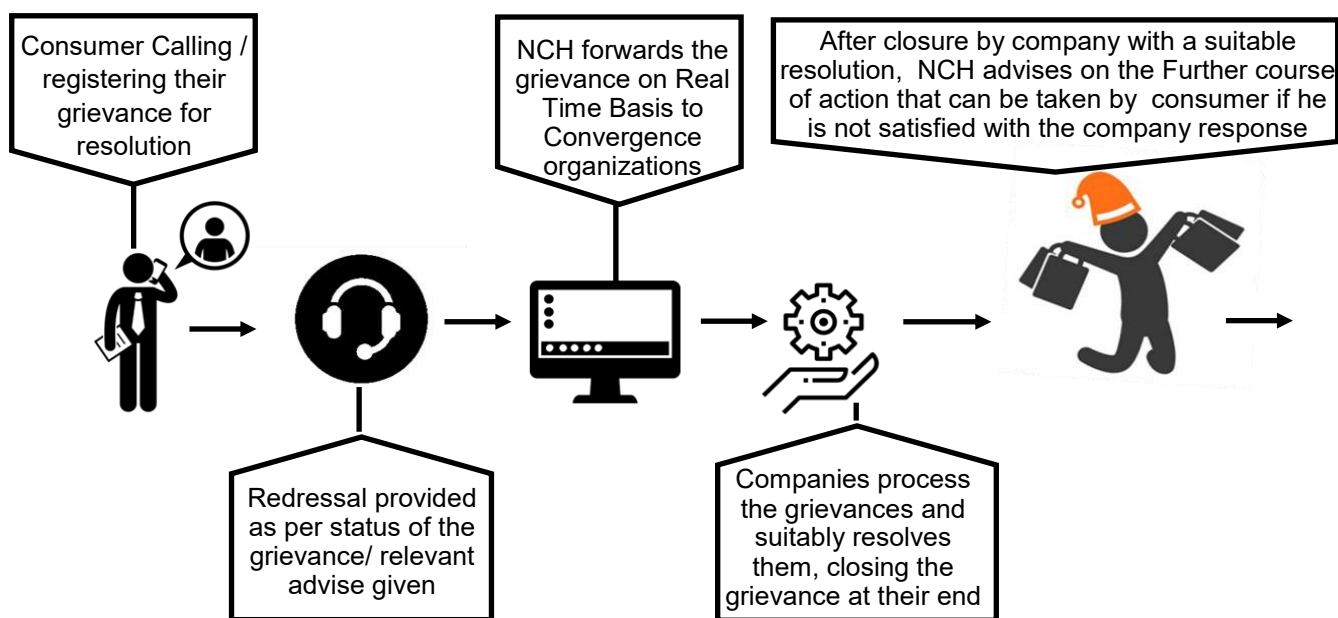 Consumer Calling /
registering their
grievance for
resolution
Redressal provided
as per status of the
grievance/ relevant
advise given
NCH forwards the
grievance on Real
Time Basis to
Convergence
organizations
Companies process
the grievances and
suitably resolves
them, closing the
grievance at their end
After closure by company with a suitable
resolution, NCH advises on the Further course
of action that can be taken by consumer if he
is not satisfied with the company response